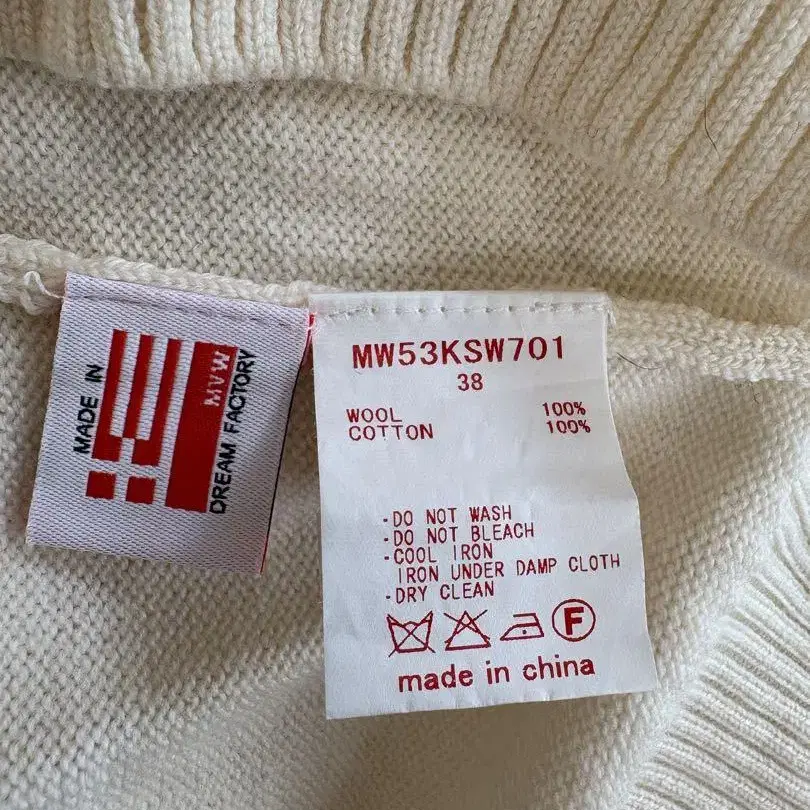 MADE IN
MVW
DREAM FACTORY
MW53KSW701
38
WOOL 100%
COTTON 100%
-DO NOT WASH
-DO NOT BLEACH
-COOL IRON
IRON UNDER DAMP CLOTH
-DRY CLEAN
F
made in china